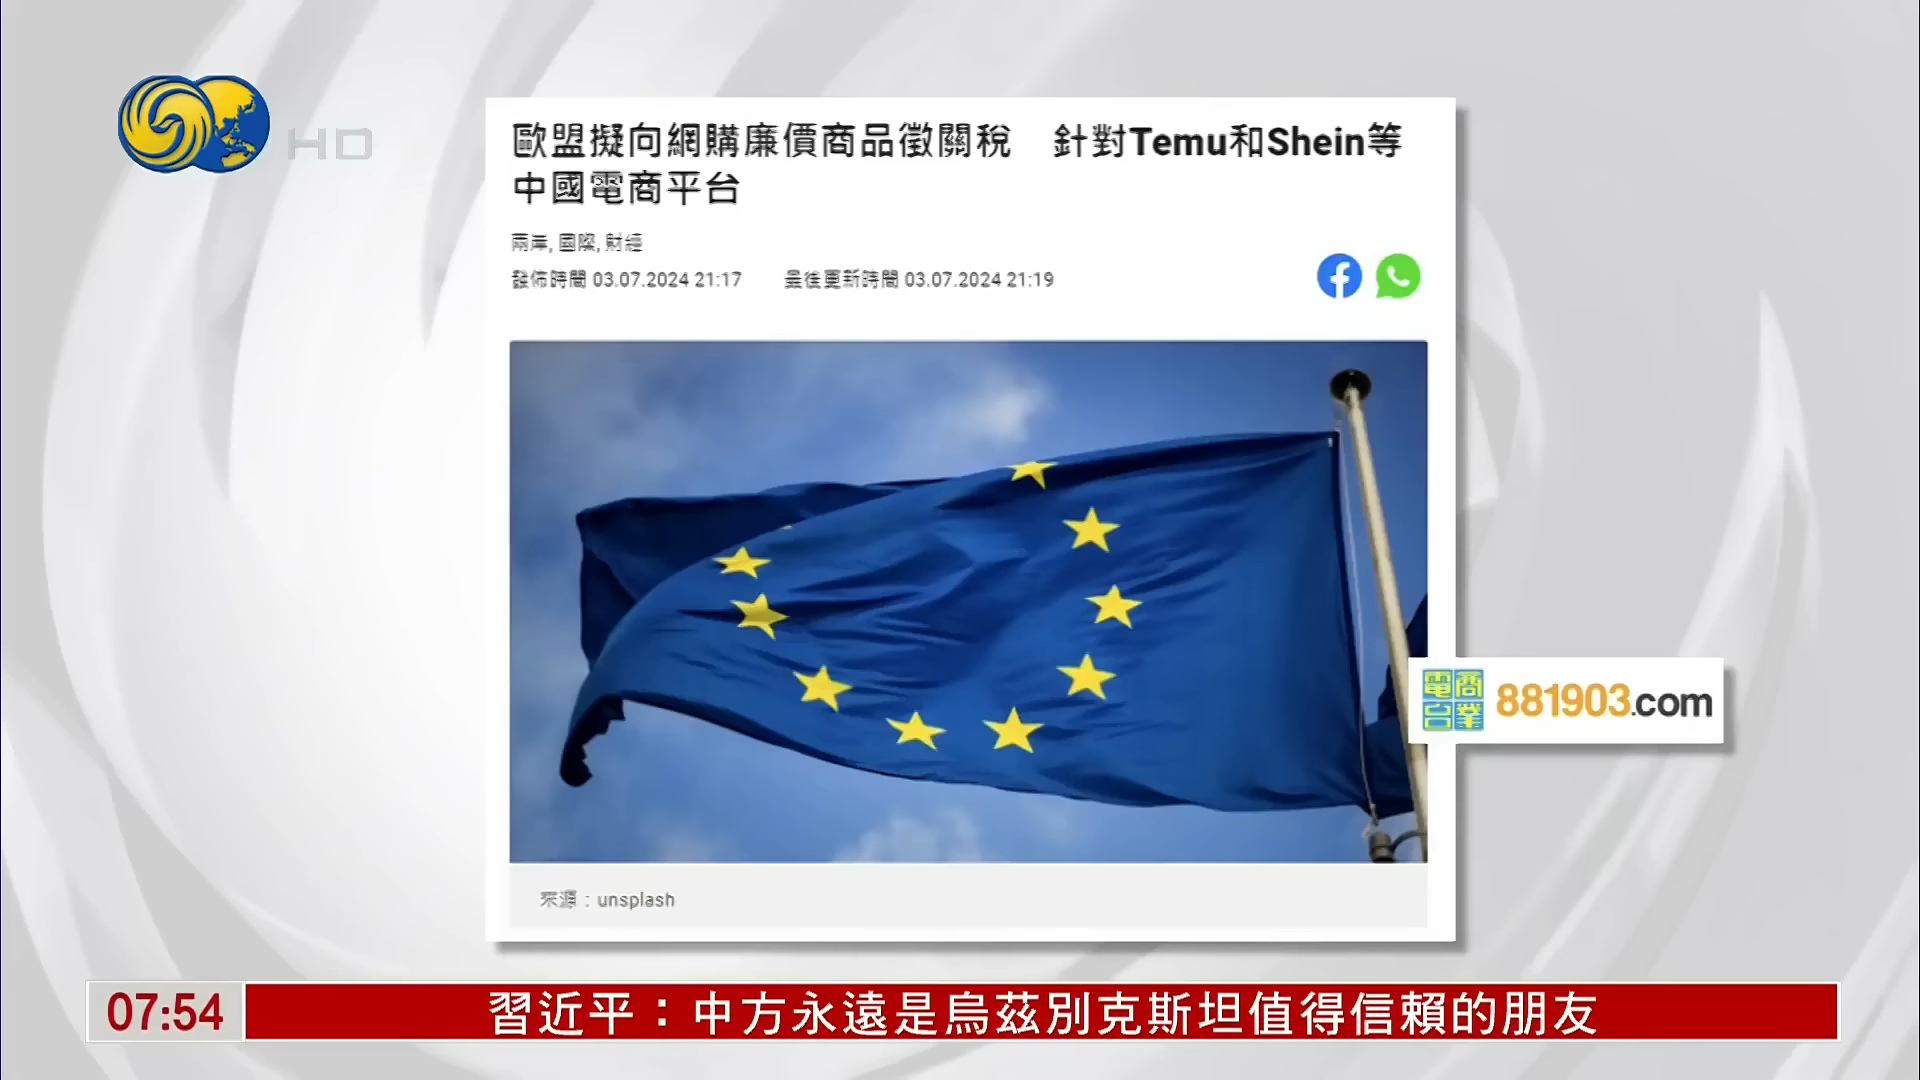 HD
歐盟擬向網購廉價商品徵關稅　針對Temu和Shein等
中國電商平台
兩岸, 國際, 財經
發佈時間 03.07.2024 21:17　最後更新時間 03.07.2024 21:19
商業電台 881903.com
來源：unsplash
07:54 習近平：中方永遠是烏茲別克斯坦值得信賴的朋友